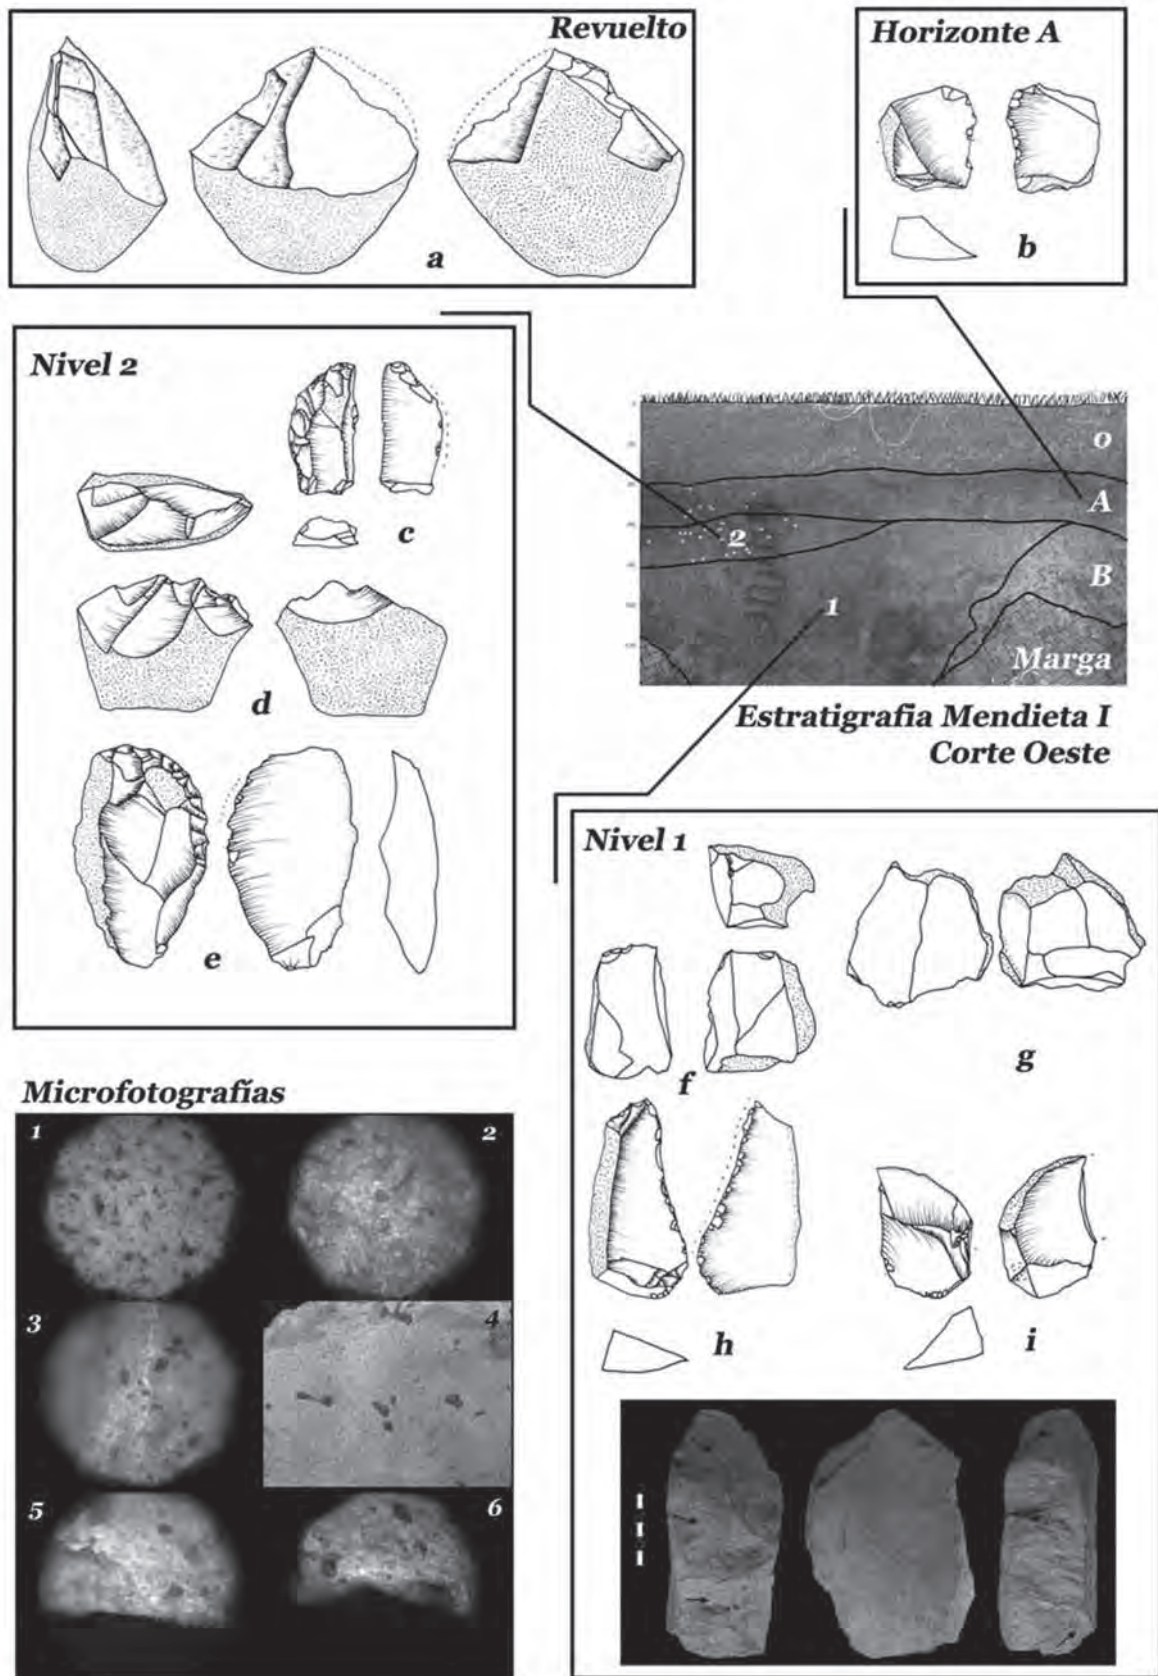 Revuelto
a
Horizonte A
b
Nivel 2
c
d
e
O
A
2
B
1
Marga
Estratigrafia Mendieta I
Corte Oeste
Nivel 1
f
g
h
i
Microfotografías
1
2
3
4
5
6